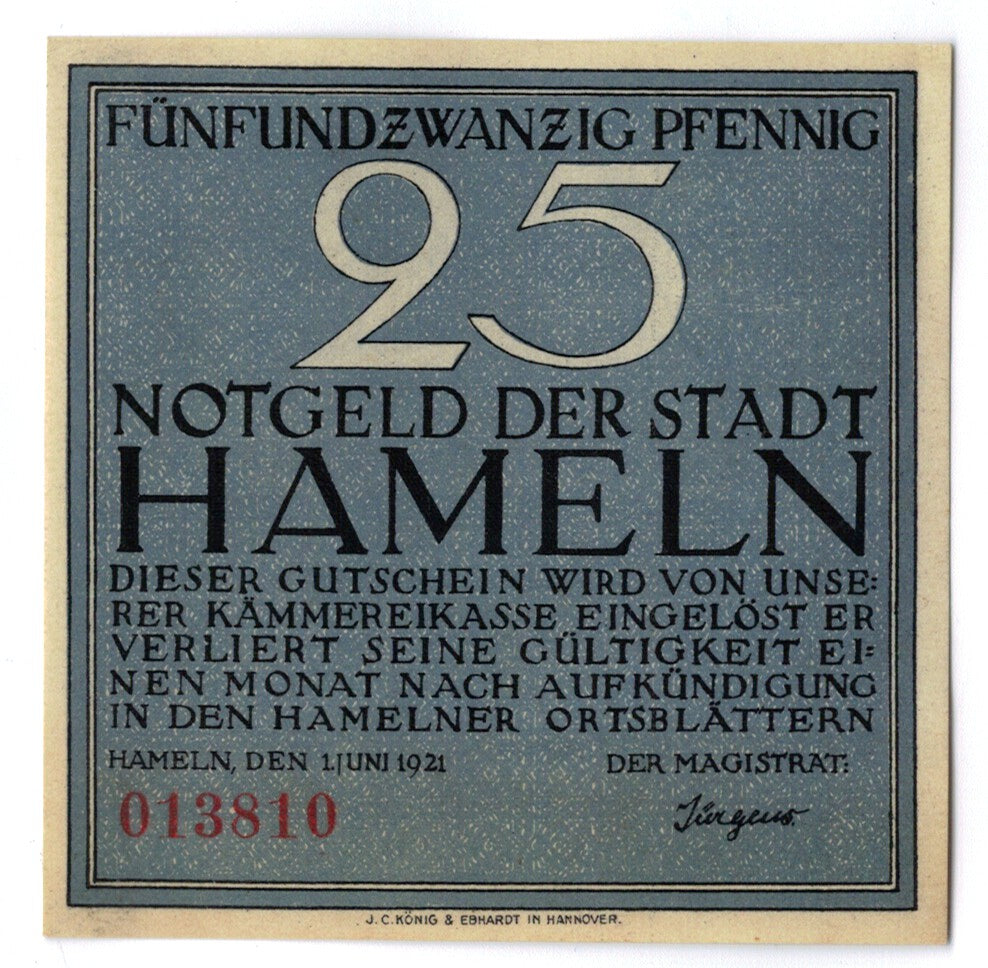 FÜNFUNDZWANZIG PFENNIG
25
NOTGELD DER STADT
HAMELN
DIESER GUTSCHEIN WIRD VON UNSE=
RER KÄMMEREIKASSE EINGELÖST ER
VERLIERT SEINE GÜLTIGKEIT EI=
NEN MONAT NACH AUFKÜNDIGUNG
IN DEN HAMELNER ORTSBLÄTTERN
HAMELN, DEN 1. JUNI 1921 DER MAGISTRAT:
013810 Jürgens.
J. C. KÖNIG & EBHARDT IN HANNOVER.